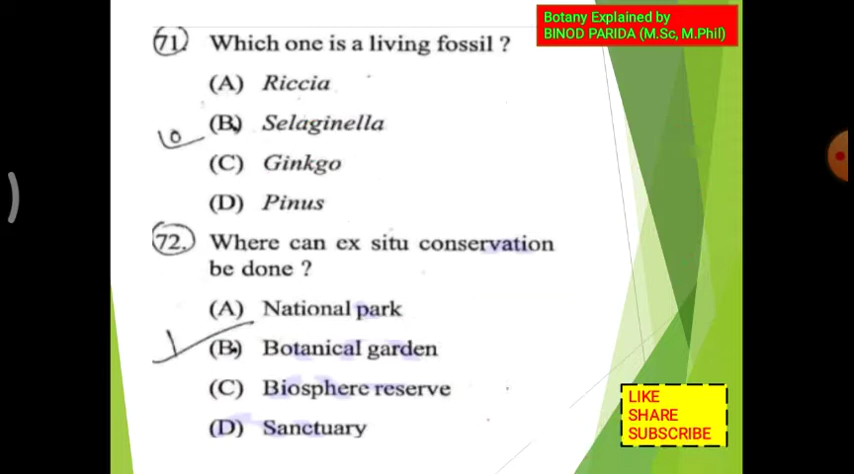 Botany Explained by
BINOD PARIDA (M.Sc, M.Phil)
71. Which one is a living fossil ?
(A) Riccia
(B) Selaginella
(C) Ginkgo
(D) Pinus
72. Where can ex situ conservation
be done ?
(A) National park
(B) Botanical garden
(C) Biosphere reserve
(D) Sanctuary
LIKE
SHARE
SUBSCRIBE